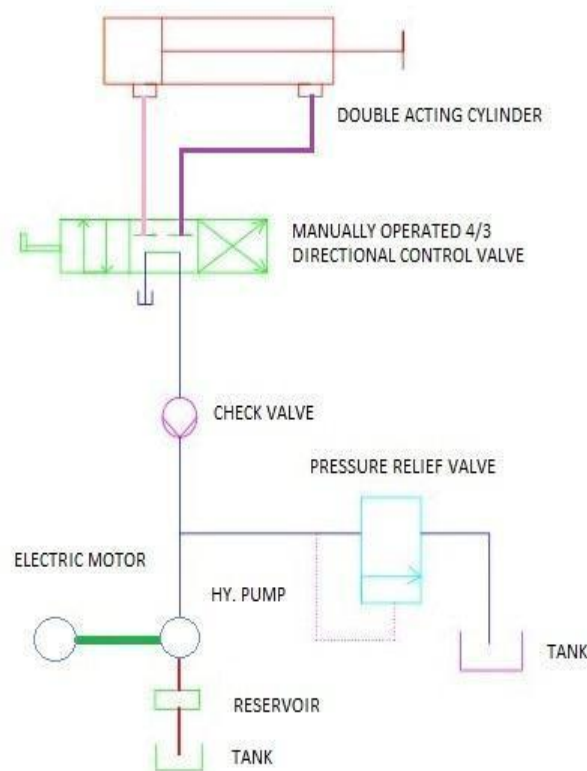 DOUBLE ACTING CYLINDER
MANUALLY OPERATED 4/3
DIRECTIONAL CONTROL VALVE
CHECK VALVE
PRESSURE RELIEF VALVE
ELECTRIC MOTOR
HY. PUMP
TANK
RESERVOIR
TANK